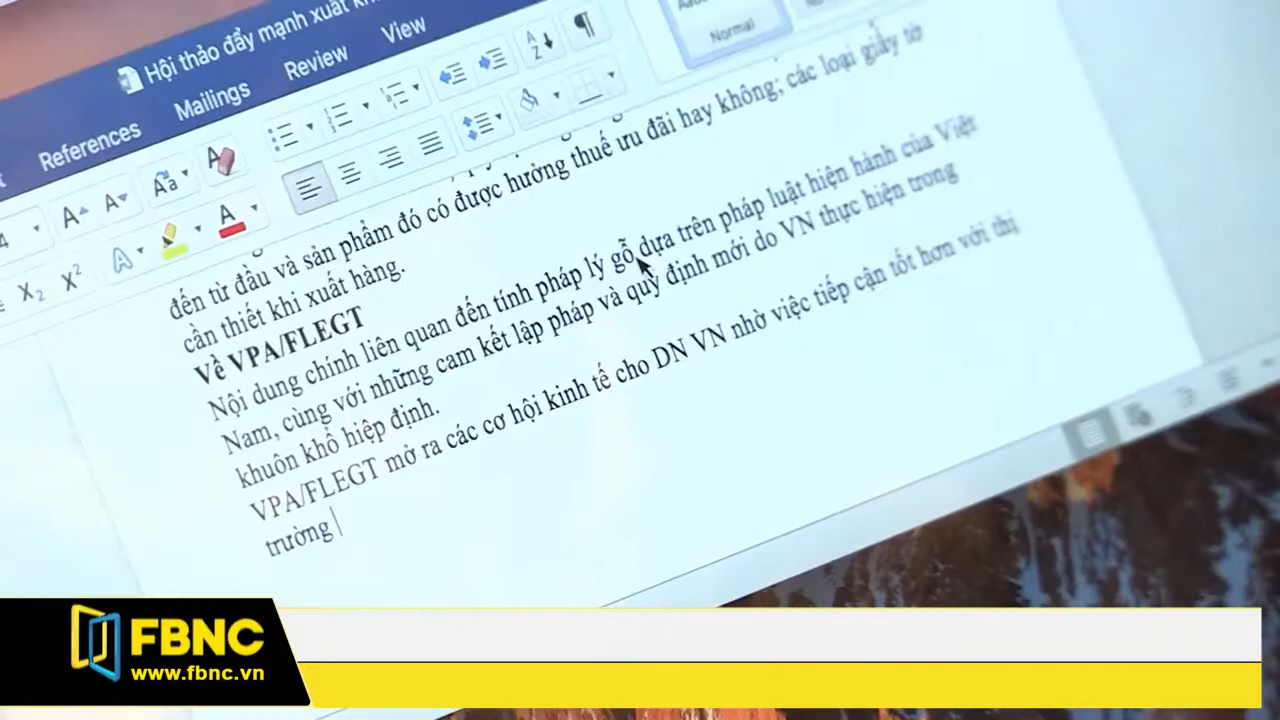 Hội thảo đẩy mạnh xuất
References Mailings Review View
Normal
đến từ đầu và sản phẩm đó có được hưởng thuế ưu đãi hay không; các loại giấy tờ
cần thiết khi xuất hàng.
Về VPA/FLEGT
Nội dung chính liên quan đến tính pháp lý gỗ dựa trên pháp luật hiện hành của Việt
Nam, cùng với những cam kết lập pháp và quy định mới do VN thực hiện trong
khuôn khổ hiệp định.
VPA/FLEGT mở ra các cơ hội kinh tế cho DN VN nhờ việc tiếp cận tốt hơn với thị
trường
FBNC
www.fbnc.vn